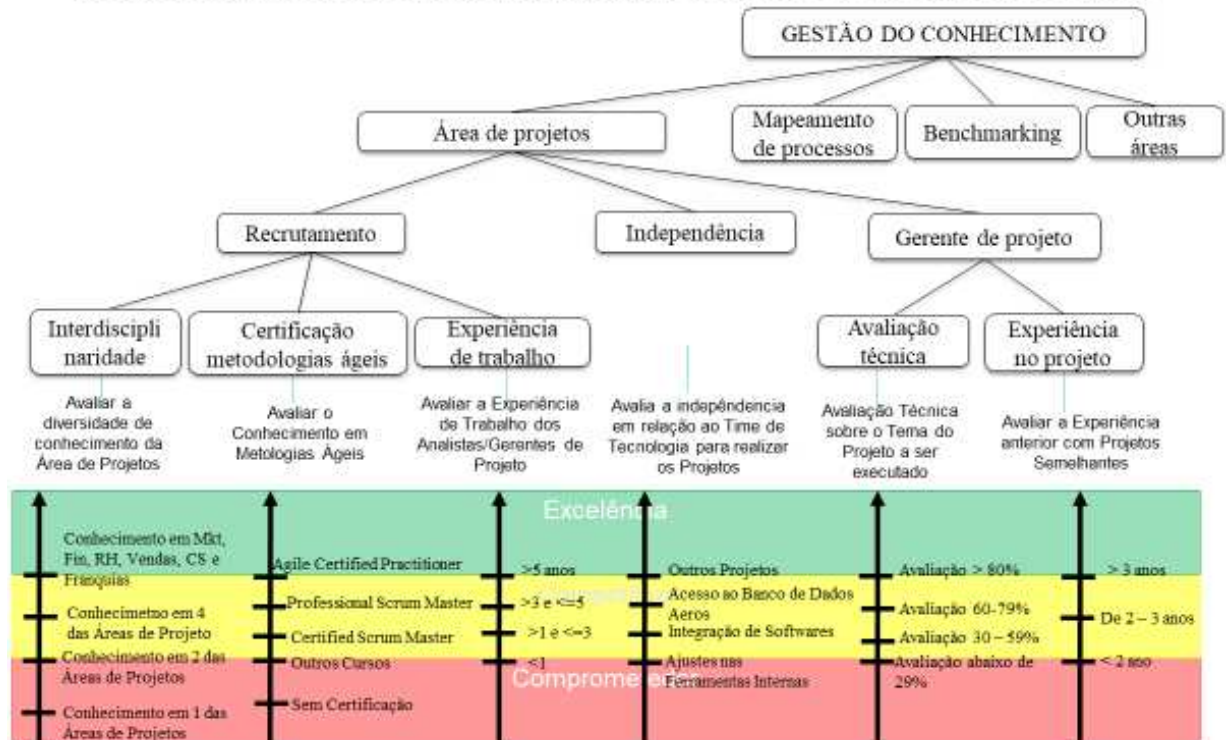 GESTÃO DO CONHECIMENTO
Área de projetos
Mapeamento
de processos
Benchmarking
Outras
áreas
Recrutamento
Independência
Gerente de projeto
Interdiscipli
naridade
Certificação
metodologias ágeis
Experiência
de trabalho
Avaliação
técnica
Experiência
no projeto
Avaliar a
diversidade de
conhecimento da
Área de Projetos
Avaliar o
Conhecimento em
Metologias Ágeis
Avaliar a Experiência
de Trabalho dos
Analistas/Gerentes de
Projeto
Avalia a indepêndencia
em relação ao Time de
Tecnologia para realizar
os Projetos
Avaliação Técnica
sobre o Tema do
Projeto a ser
executado
Avaliar a Experiência
anterior com Projetos
Semelhantes
Excelência
Conhecimento em Mkt,
Fin, RH, Vendas, CS e
Franquias
Conhecimetno em 4
das Áreas de Projeto
Conhecimento em 2 das
Áreas de Projetos
Conhecimento em 1 das
Áreas de Projetos
Agile Certified Practitioner
Professional Scrum Master
Certified Scrum Master
Outros Cursos
Sem Certificação
>5 anos
>3 e <=5
>1 e <=3
<1
Outros Projetos
Acesso ao Banco de Dados
Aeros
Integração de Softwares
Ajustes nas
Ferramentas Internas
Avaliação > 80%
Avaliação 60-79%
Avaliação 30 – 59%
Avaliação abaixo de
29%
> 3 anos
De 2 – 3 anos
< 2 ano